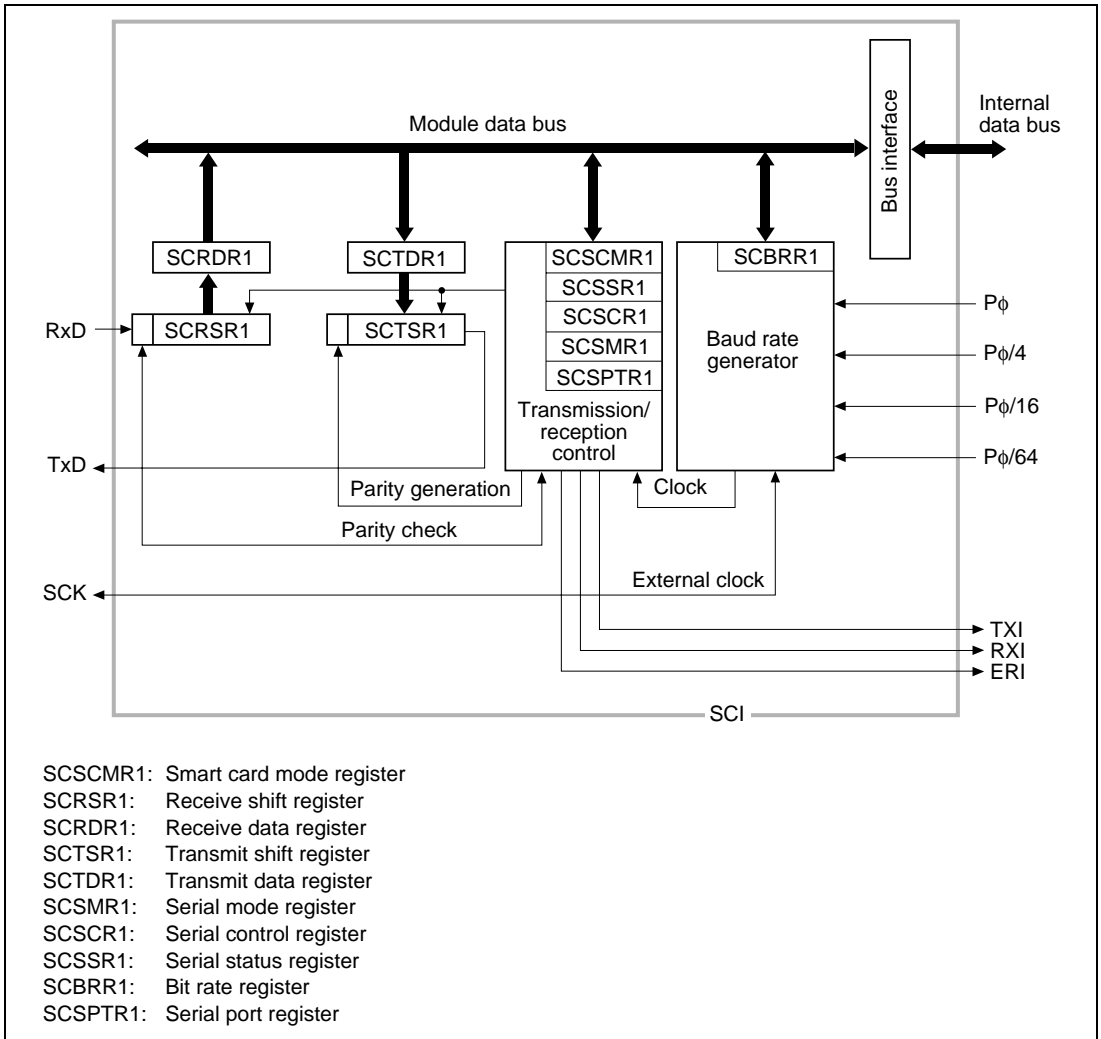 Module data bus
Bus interface
Internal
data bus
SCRDR1
SCTDR1
SCSCMR1
SCBRR1
SCSSR1
SCRSR1
SCTSR1
SCSCR1
SCSMR1
SCSPTR1
Transmission/
reception
control
Baud rate
generator
Pϕ
Pϕ/4
Pϕ/16
Pϕ/64
RxD
TxD
Parity generation
Clock
Parity check
SCK
External clock
TXI
RXI
ERI
SCI
SCSCMR1: Smart card mode register
SCRSR1: Receive shift register
SCRDR1: Receive data register
SCTSR1: Transmit shift register
SCTDR1: Transmit data register
SCSMR1: Serial mode register
SCSCR1: Serial control register
SCSSR1: Serial status register
SCBRR1: Bit rate register
SCSPTR1: Serial port register